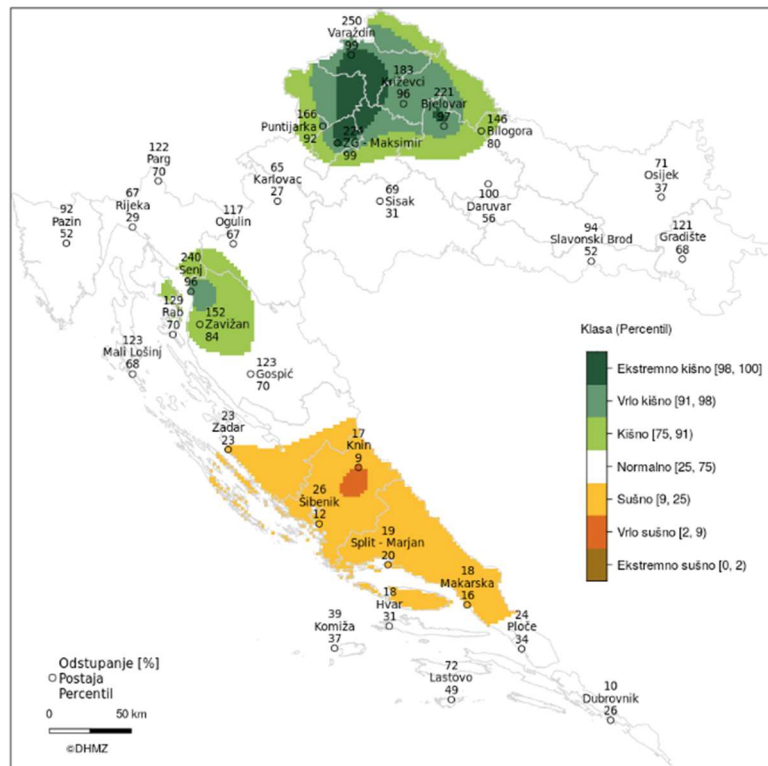 250
Varaždin
99
183
Križevci
96
221
Bjelovar
97
146
Bilogora
80
166
Puntijarka
92
ZG - Maksimir
99
122
Parg
70
65
Karlovac
27
69
Sisak
31
100
Daruvar
56
71
Osijek
37
67
Rijeka
29
92
Pazin
52
117
Ogulin
67
94
Slavonski Brod
52
121
Gradište
68
240
Senj
96
129
Rab
70
152
Zavižan
84
123
Mali Lošinj
68
123
Gospić
70
23
Zadar
23
17
Knin
9
26
Šibenik
12
19
Split - Marjan
20
18
Makarska
16
18
Hvar
31
39
Komiža
37
24
Ploče
34
72
Lastovo
49
10
Dubrovnik
26
Klasa (Percentil)
Ekstremno kišno [98, 100]
Vrlo kišno [91, 98)
Kišno [75, 91)
Normalno [25, 75)
Sušno [9, 25)
Vrlo sušno [2, 9)
Ekstremno sušno [0, 2)
Odstupanje [%]
Postaja
Percentil
0 50 km
©DHMZ